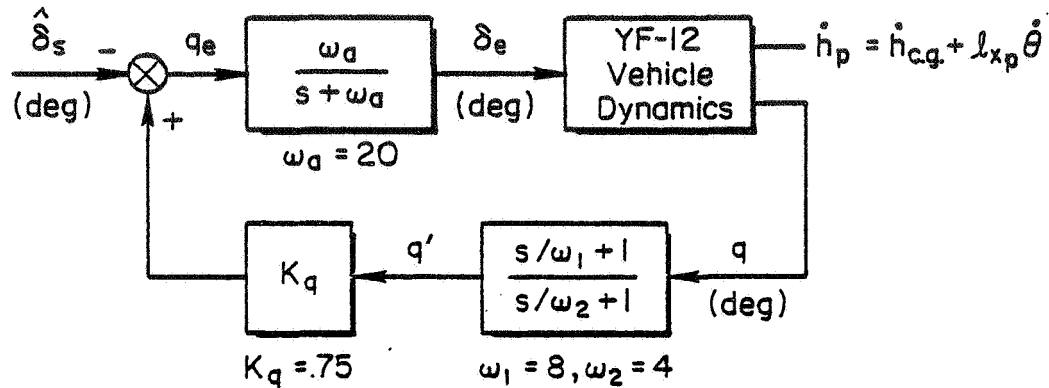 δ̂s
(deg)
−
+
qe
ωa
s + ωa
ωa = 20
δe
(deg)
YF-12
Vehicle
Dynamics
ḣp = ḣc.g. + ℓxp θ̇
Kq
Kq = .75
q'
s/ω1 + 1
s/ω2 + 1
ω1 = 8, ω2 = 4
q
(deg)